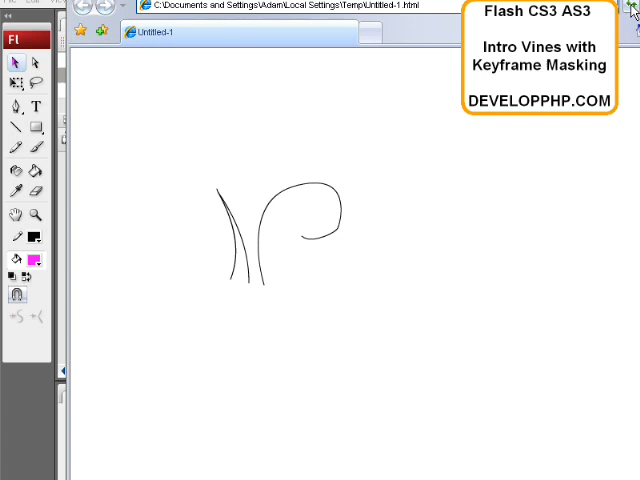 C:\Documents and Settings\Adam\Local Settings\Temp\Untitled-1.html
Flash CS3 AS3
Untitled-1
Intro Vines with
Keyframe Masking
DEVELOPPHP.COM
Fl
T